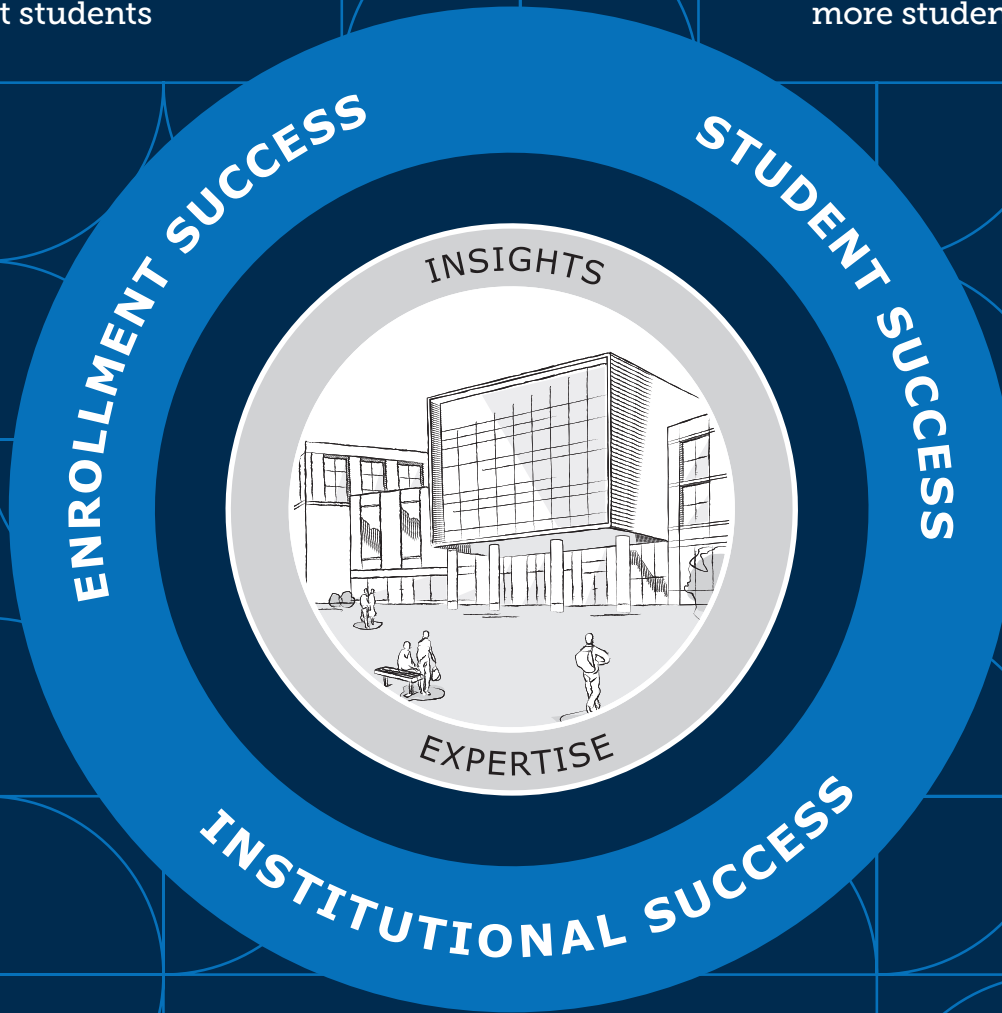 t students
more studen
ENROLLMENT SUCCESS
STUDENT SUCCESS
INSIGHTS
EXPERTISE
INSTITUTIONAL SUCCESS